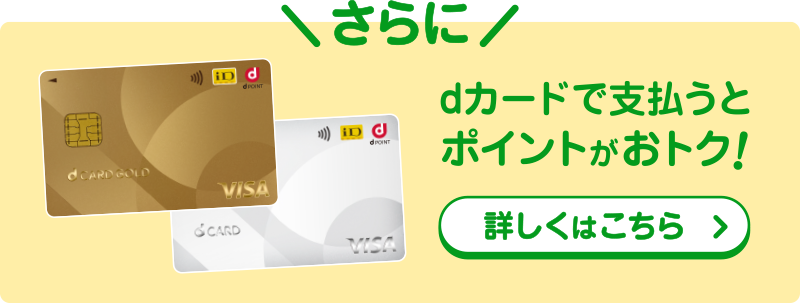 ＼さらに／
iD
d POINT
d CARD GOLD
VISA
iD
d POINT
d CARD
VISA
dカードで支払うと
ポイントがおトク!
詳しくはこちら